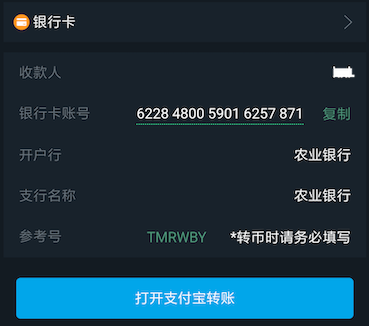 银行卡
收款人
银行卡账号 6228 4800 5901 6257 871 复制
开户行 农业银行
支行名称 农业银行
参考号 TMRWBY *转币时请务必填写
打开支付宝转账